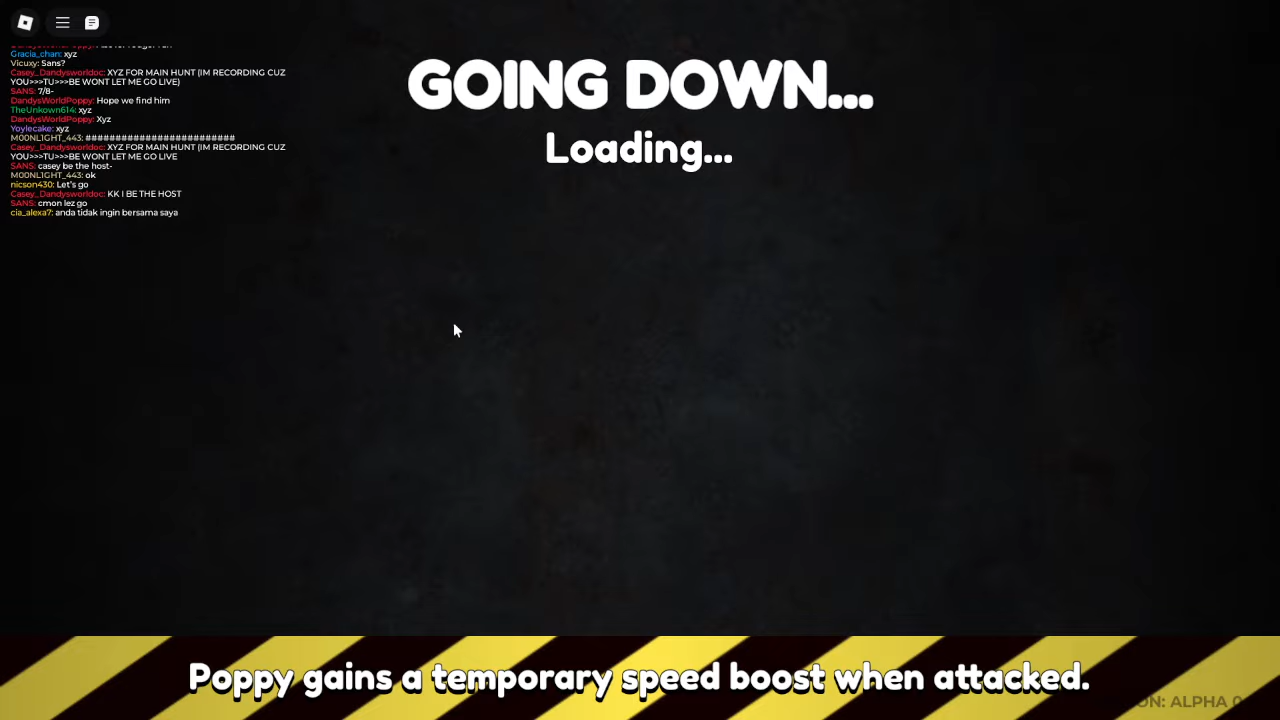 Gracia_chan: xyz
Vicuxy: Sans?
Casey_Dandysworldoc: XYZ FOR MAIN HUNT (IM RECORDING CUZ
YOU>>>TU>>>BE WONT LET ME GO LIVE)
SANS: 7/8-
DandysWorldPoppy: Hope we find him
TheUnkown614: xyz
DandysWorldPoppy: Xyz
Yoylecake: xyz
M00NL1GHT_443: #########################
Casey_Dandysworldoc: XYZ FOR MAIN HUNT (IM RECORDING CUZ
YOU>>>TU>>>BE WONT LET ME GO LIVE
SANS: casey be the host-
M00NL1GHT_443: ok
nicson430: Let's go
Casey_Dandysworldoc: KK I BE THE HOST
SANS: cmon lez go
cia_alexa7: anda tidak ingin bersama saya
GOING DOWN...
Loading...
Poppy gains a temporary speed boost when attacked.
ALPHA